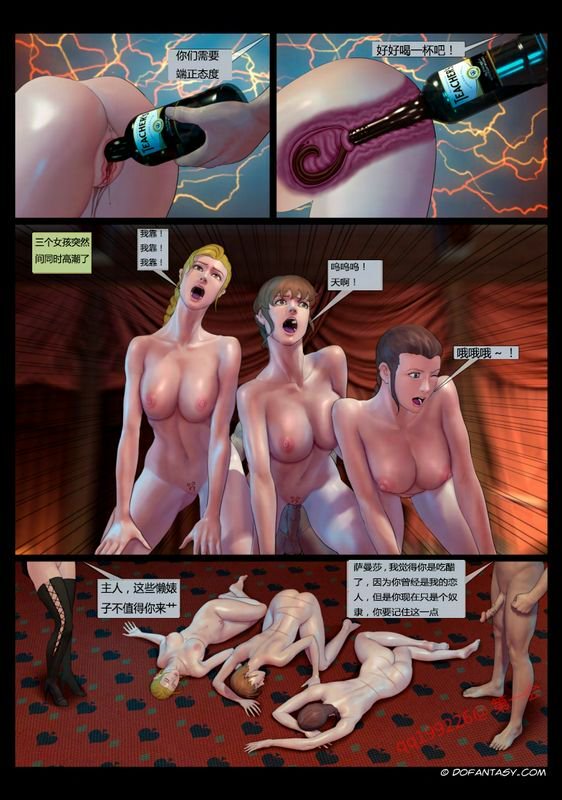 你们需要
端正态度
TEACHER'S
好好喝一杯吧！
TEACHER'S
三个女孩突然
间同时高潮了
我靠！
我靠！
我靠！
呜呜呜！
天啊！
哦哦哦～！
主人，这些懒婊
子不值得你来艹
萨曼莎，我觉得你是吃醋
了，因为你曾经是我的恋
人，但是你现在只是个奴
隶，你要记住这一点
© DOFANTASY.COM